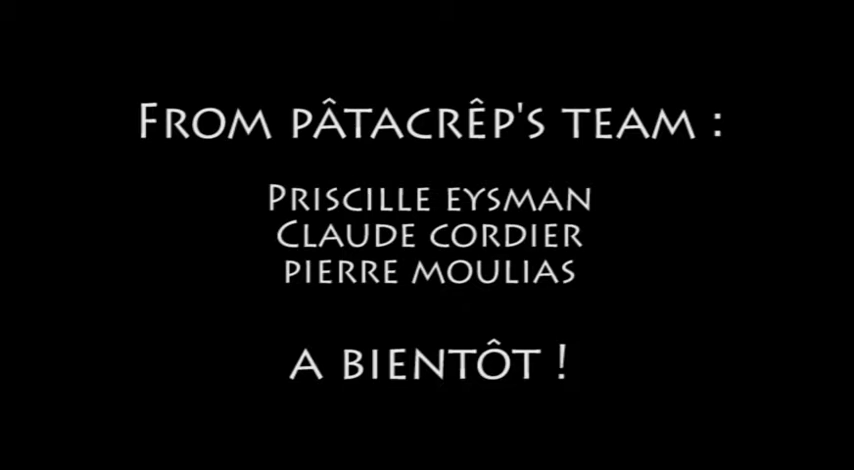 FROM PÂTACRÊP'S TEAM :
PRISCILLE EYSMAN
CLAUDE CORDIER
PIERRE MOULIAS
A BIENTÔT !